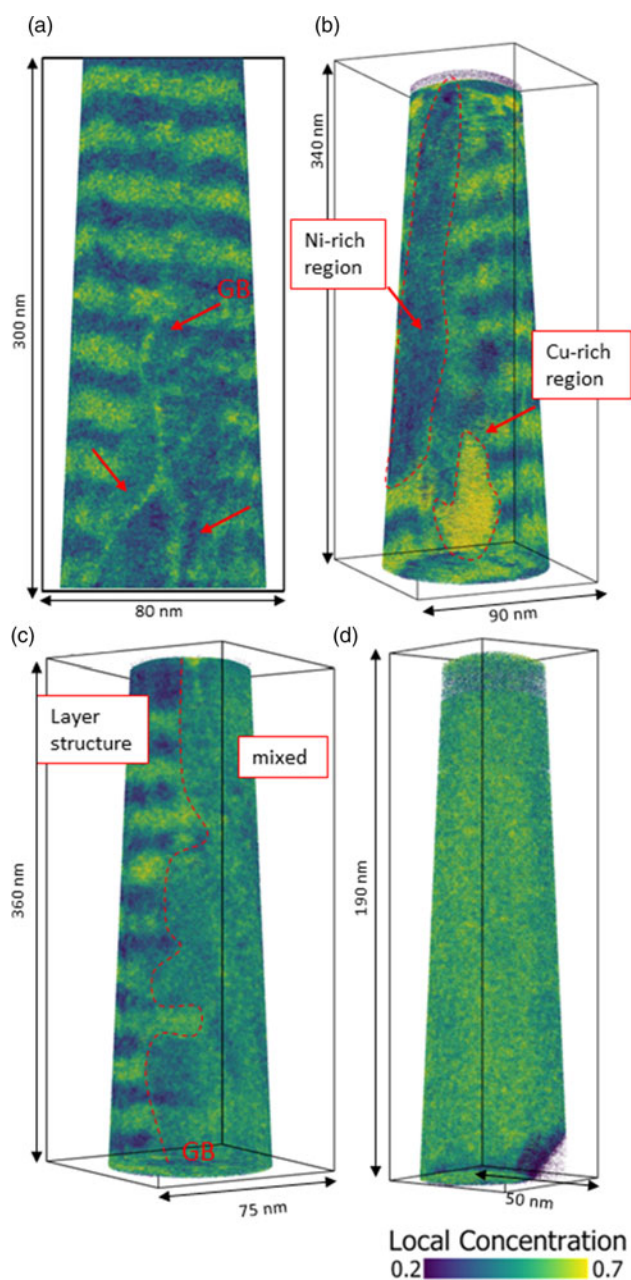 (a)
300 nm
GB
80 nm
(b)
340 nm
Ni-rich
region
Cu-rich
region
90 nm
(c)
360 nm
Layer
structure
mixed
GB
75 nm
(d)
190 nm
50 nm
Local Concentration
0.2 0.7